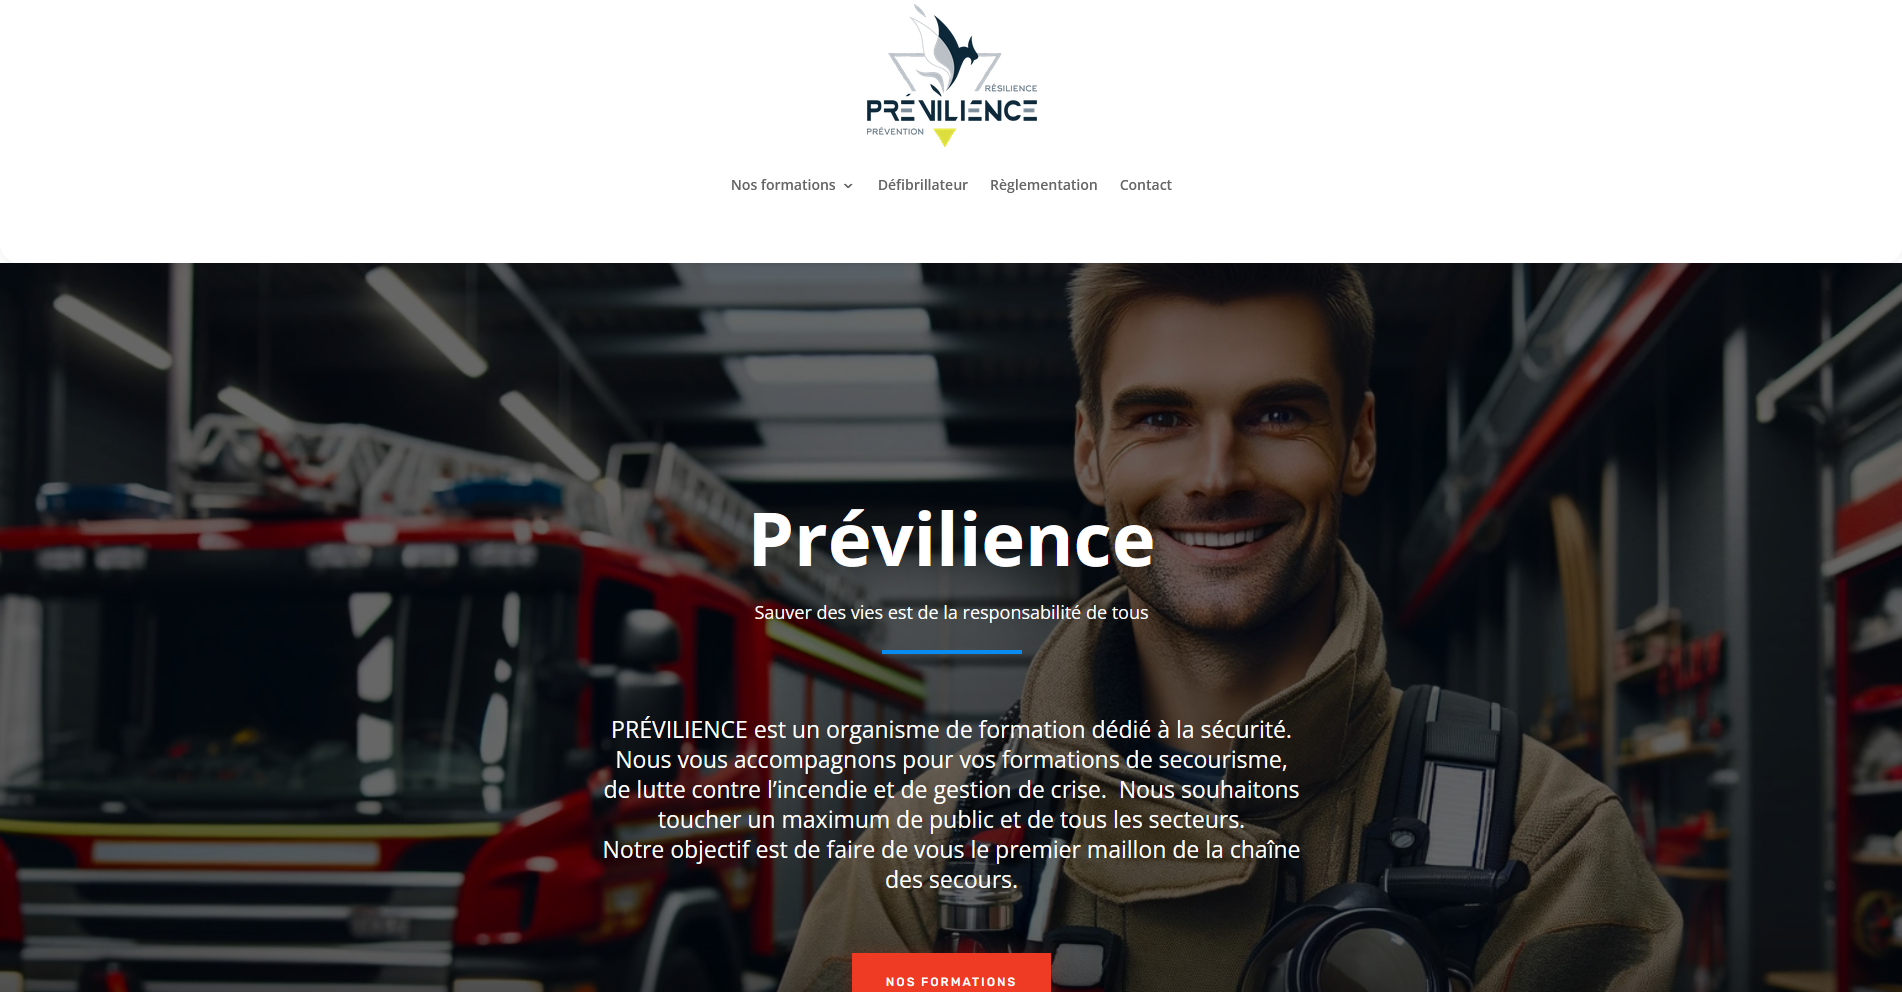 RÉSILIENCE
PRÉVILIENCE
PRÉVENTION
Nos formations
Défibrillateur
Règlementation
Contact
Prévilience
Sauver des vies est de la responsabilité de tous
PRÉVILIENCE est un organisme de formation dédié à la sécurité.
Nous vous accompagnons pour vos formations de secourisme,
de lutte contre l’incendie et de gestion de crise.  Nous souhaitons
toucher un maximum de public et de tous les secteurs.
Notre objectif est de faire de vous le premier maillon de la chaîne
des secours.
NOS FORMATIONS